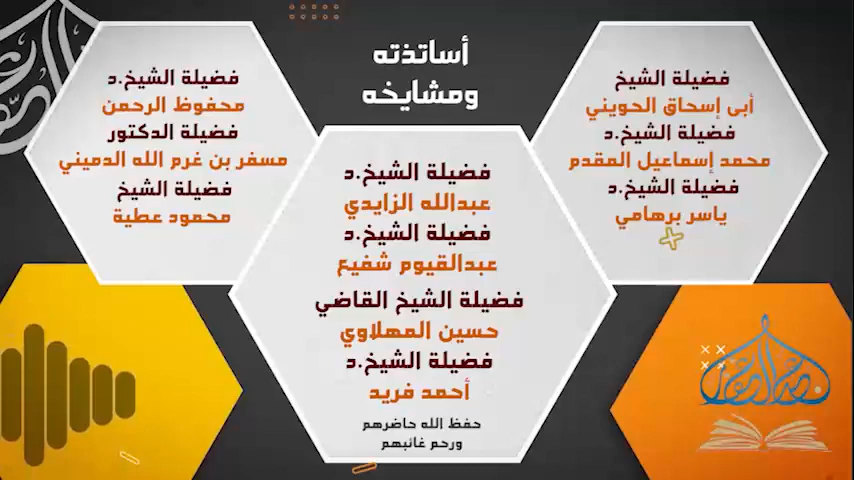 أساتذته
ومشايخه
فضيلة الشيخ
أبى إسحاق الحويني
فضيلة الشيخ.د
محمد إسماعيل المقدم
فضيلة الشيخ.د
ياسر برهامي
فضيلة الشيخ.د
عبدالله الزايدي
فضيلة الشيخ.د
عبدالقيوم شفيع
فضيلة الشيخ القاضي
حسين المهلاوي
فضيلة الشيخ.د
أحمد فريد
حفظ الله حاضرهم
ورحم غائبهم
فضيلة الشيخ.د
محفوظ الرحمن
فضيلة الدكتور
مسفر بن غرم الله الدميني
فضيلة الشيخ
محمود عطية